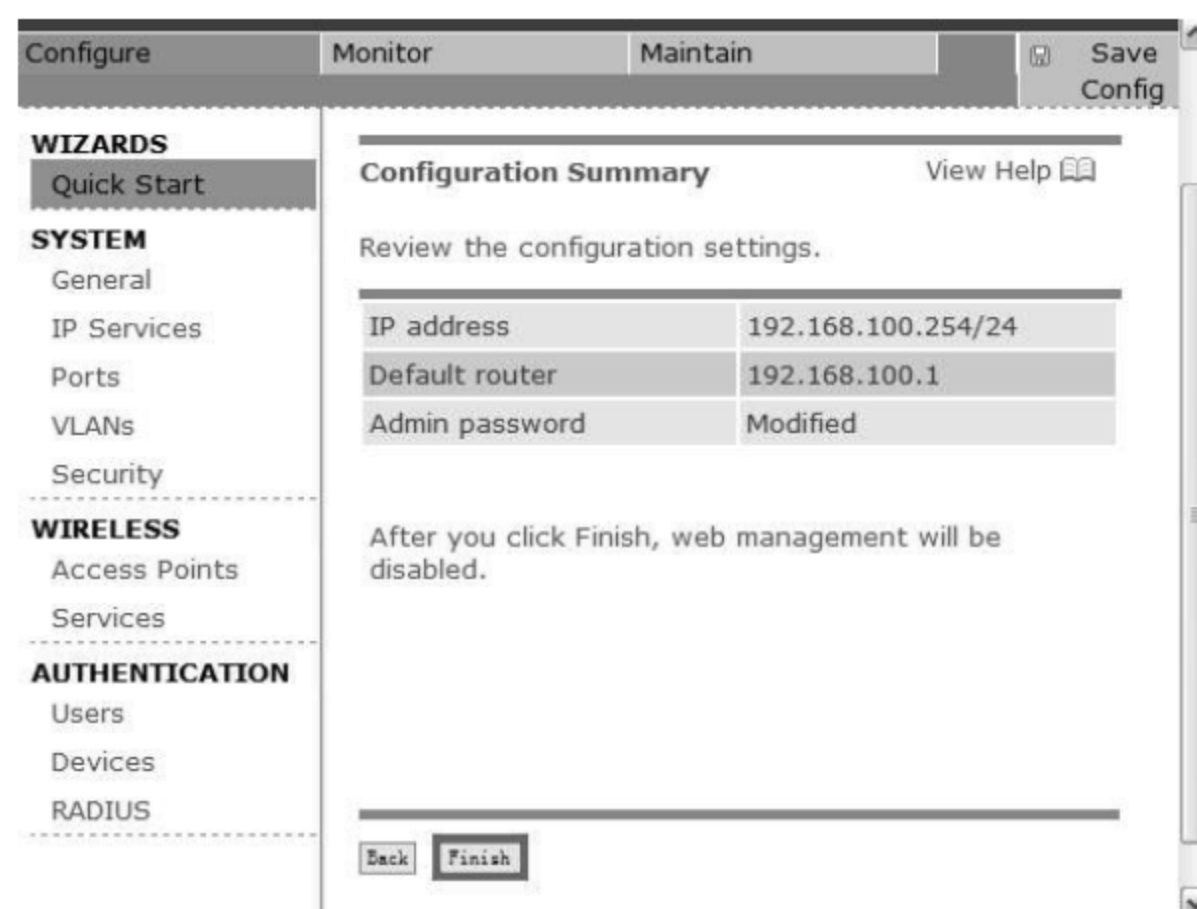 Configure Monitor Maintain Save
Config
WIZARDS
Quick Start
SYSTEM
General
IP Services
Ports
VLANs
Security
WIRELESS
Access Points
Services
AUTHENTICATION
Users
Devices
RADIUS
Configuration Summary View Help
Review the configuration settings.
IP address 192.168.100.254/24
Default router 192.168.100.1
Admin password Modified
After you click Finish, web management will be
disabled.
Back Finish